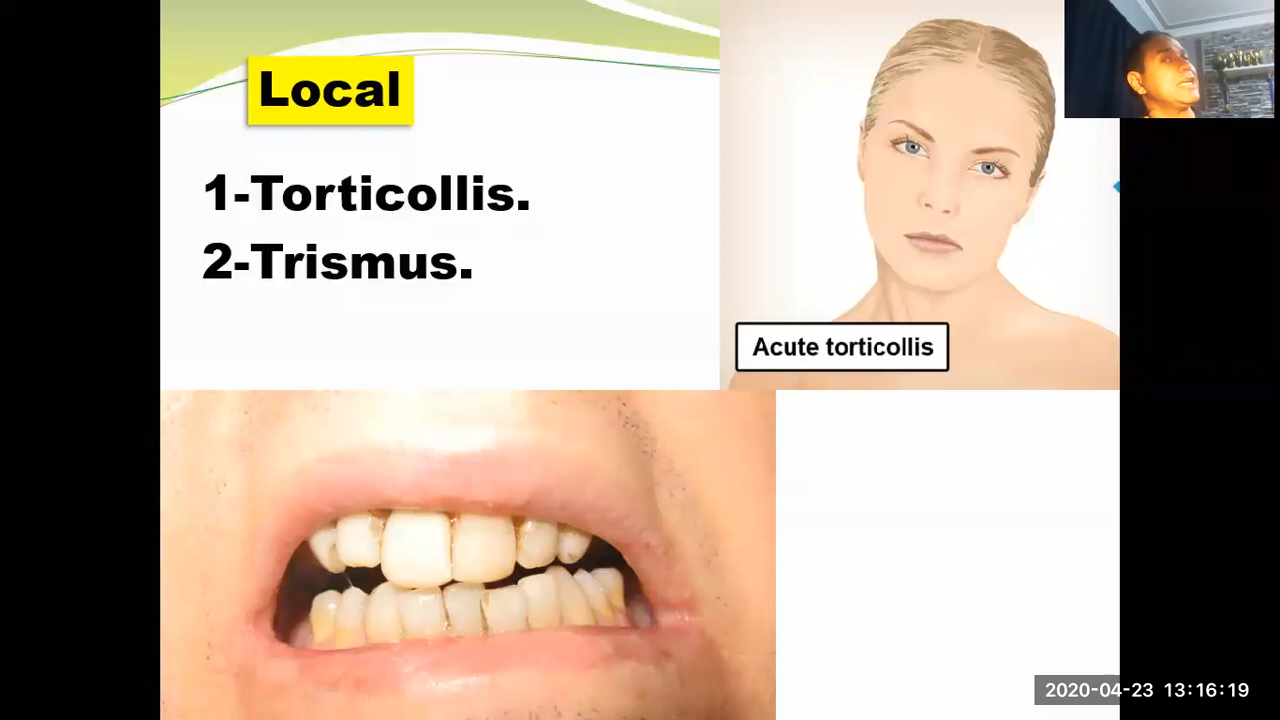 Local
1-Torticollis.
2-Trismus.
Acute torticollis
2020-04-23 13:16:19